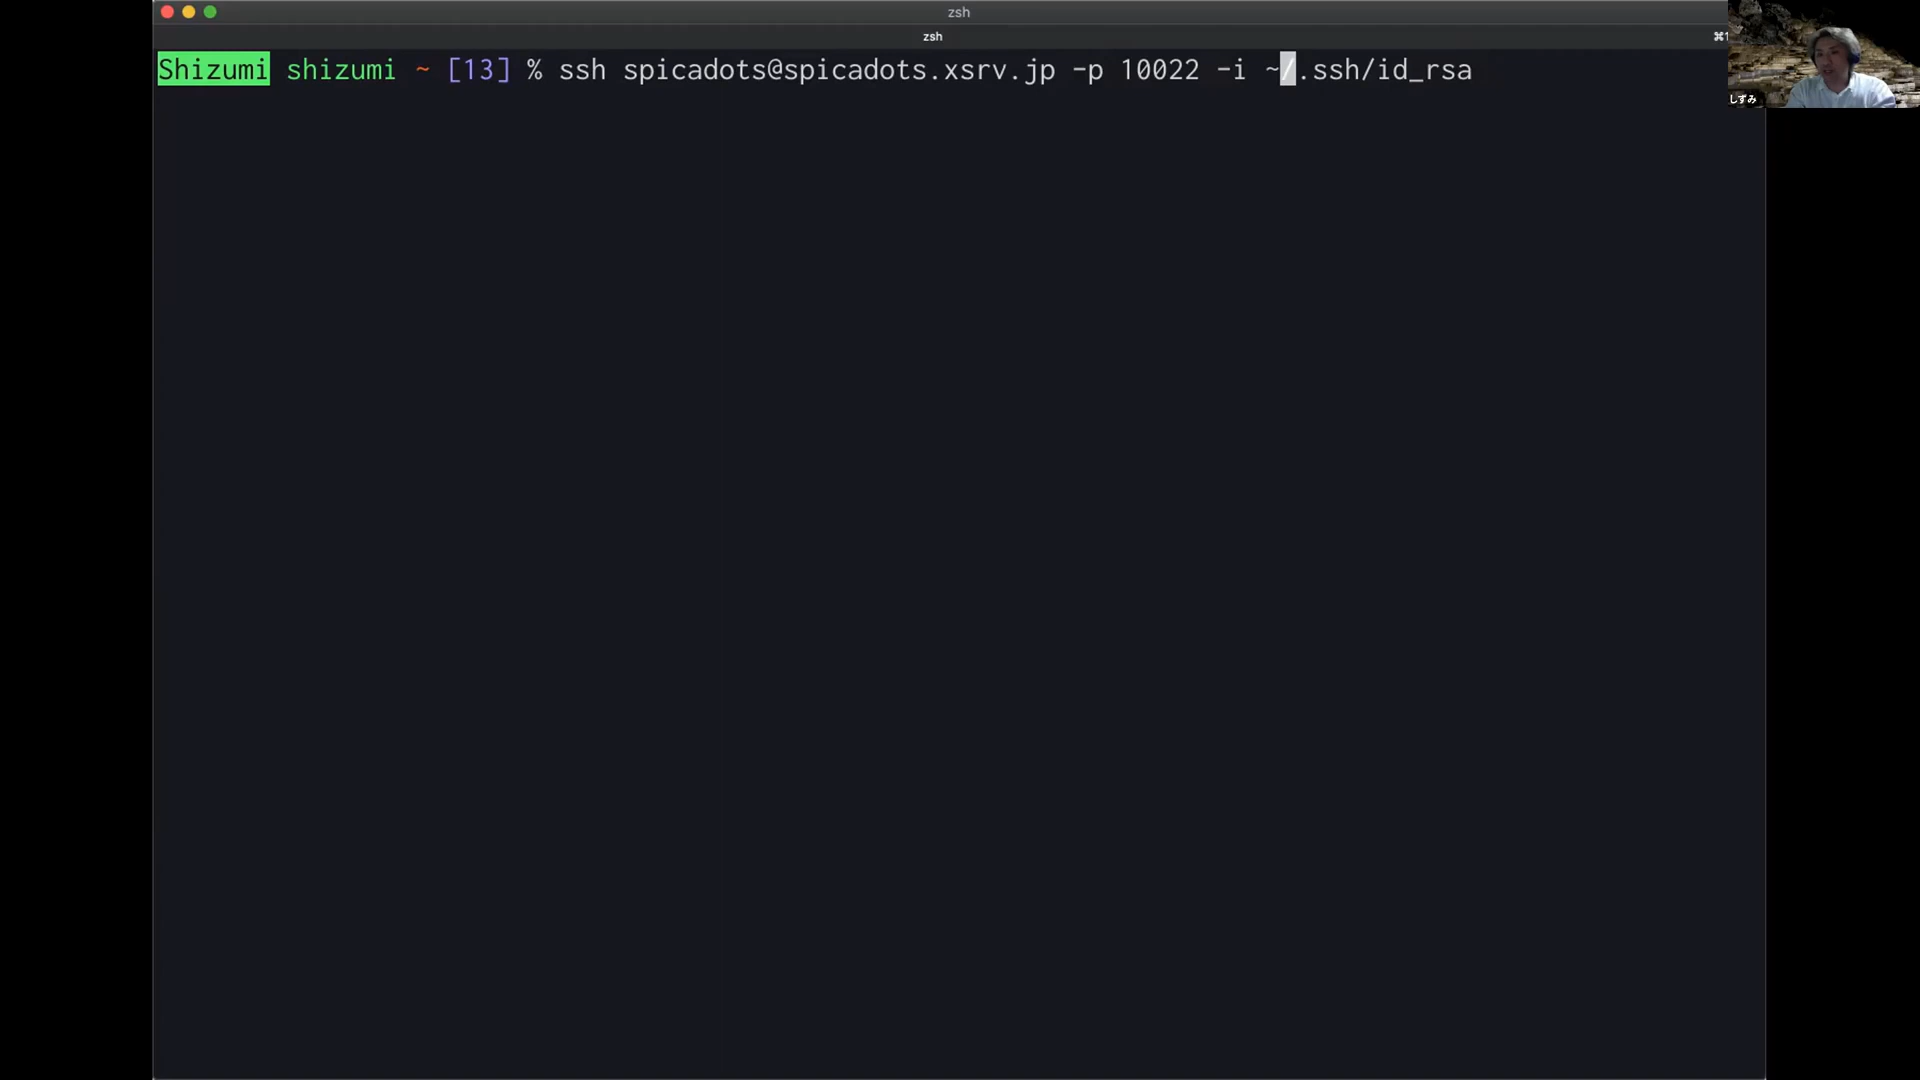 zsh
zsh
⌘1
Shizumi shizumi ~ [13] % ssh spicadots@spicadots.xsrv.jp -p 10022 -i ~/.ssh/id_rsa
しずみ